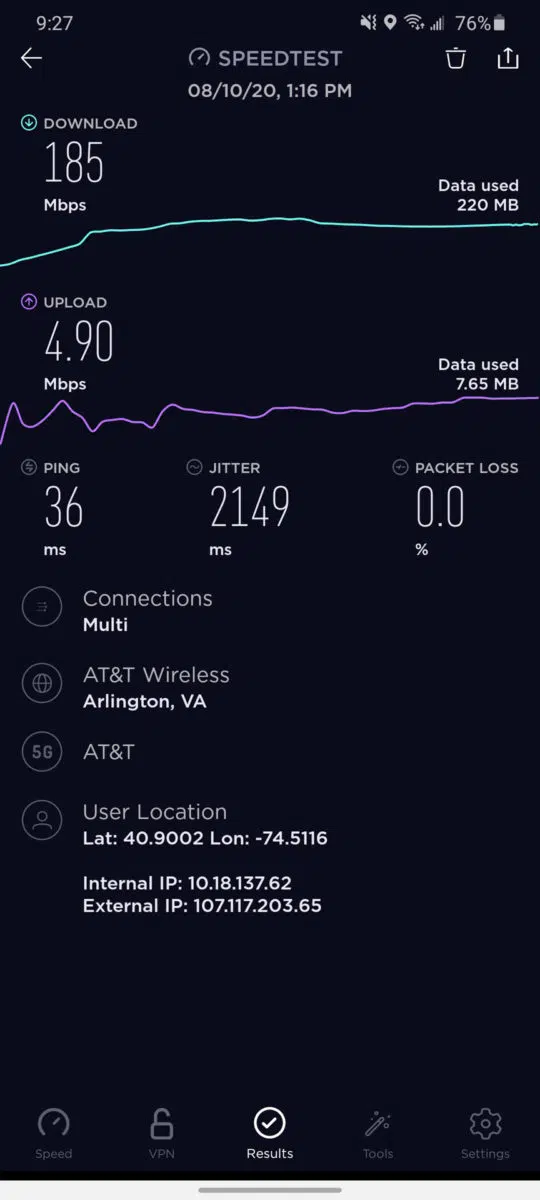 9:27 76%
SPEEDTEST
08/10/20, 1:16 PM
DOWNLOAD
185
Mbps
Data used
220 MB
UPLOAD
4.90
Mbps
Data used
7.65 MB
PING JITTER PACKET LOSS
36 2149 0.0
ms ms %
Connections
Multi
AT&T Wireless
Arlington, VA
5G AT&T
User Location
Lat: 40.9002 Lon: -74.5116
Internal IP: 10.18.137.62
External IP: 107.117.203.65
Speed VPN Results Tools Settings